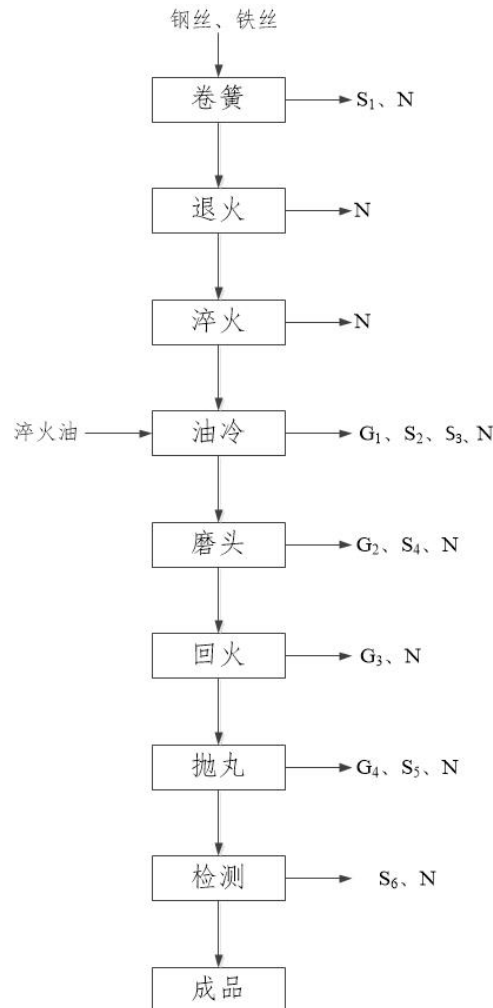 钢丝、铁丝
卷簧
S₁、N
退火
N
淬火
N
淬火油
油冷
G₁、S₂、S₃、N
磨头
G₂、S₄、N
回火
G₃、N
抛丸
G₄、S₅、N
检测
S₆、N
成品